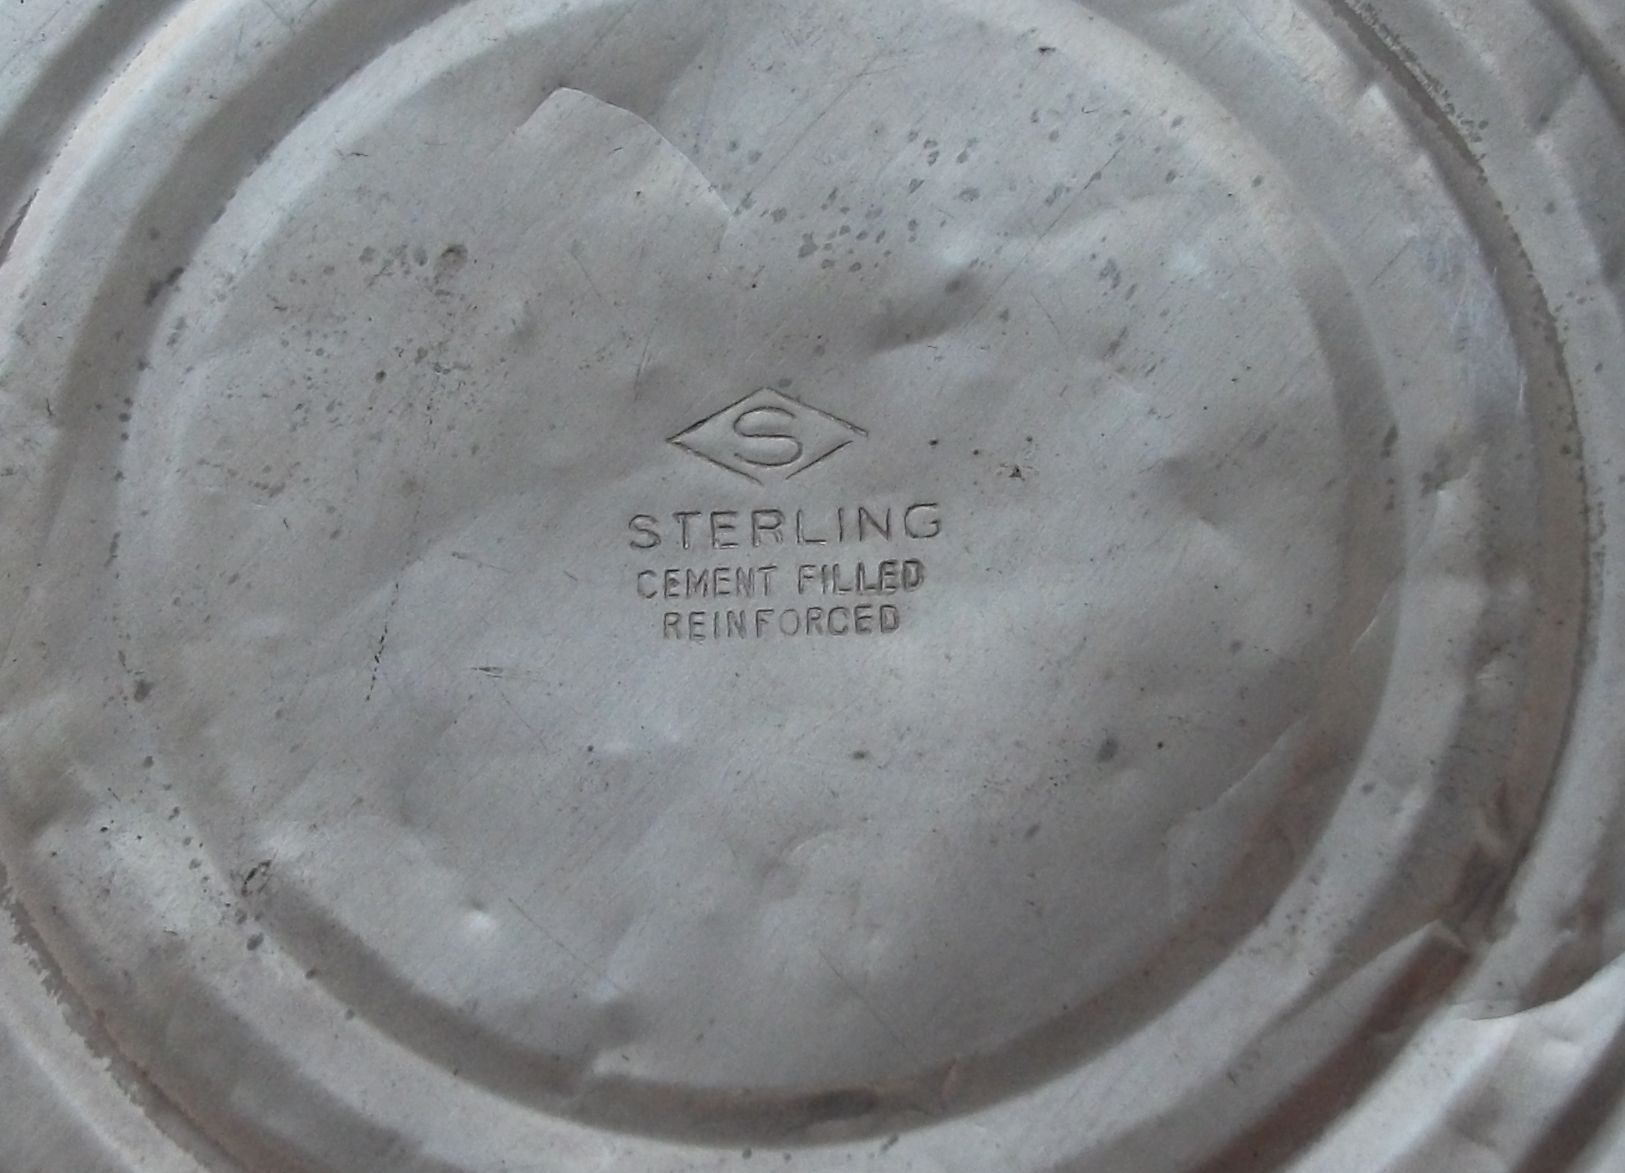 S
STERLING
CEMENT FILLED
REINFORCED